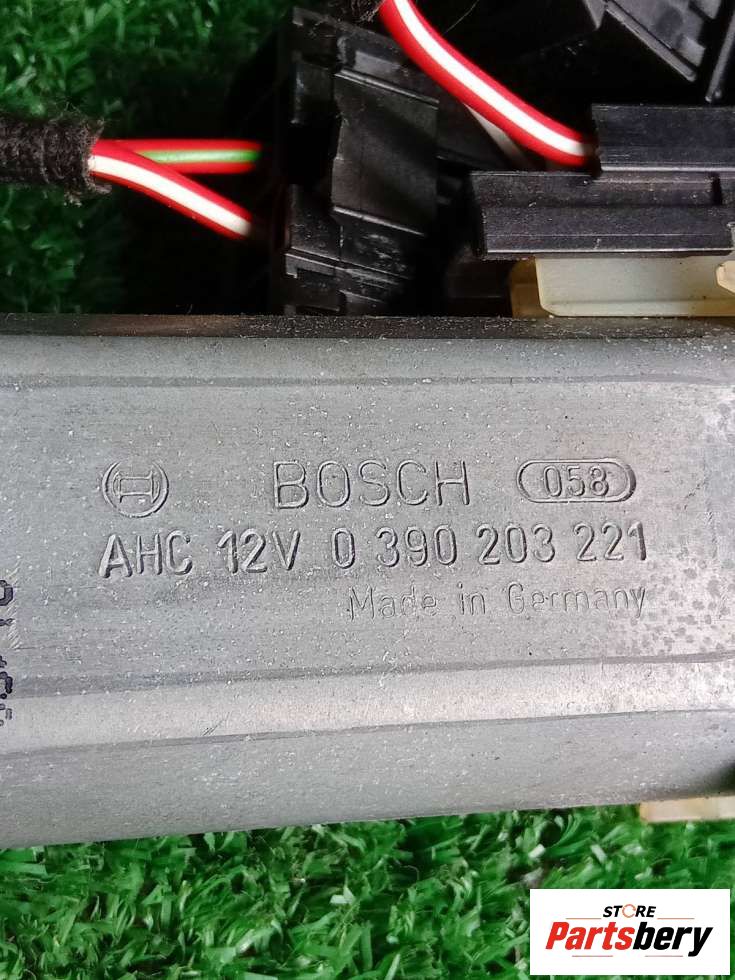 BOSCH 058
AHC 12V 0 390 203 221
Made in Germany
STORE
Partsbery